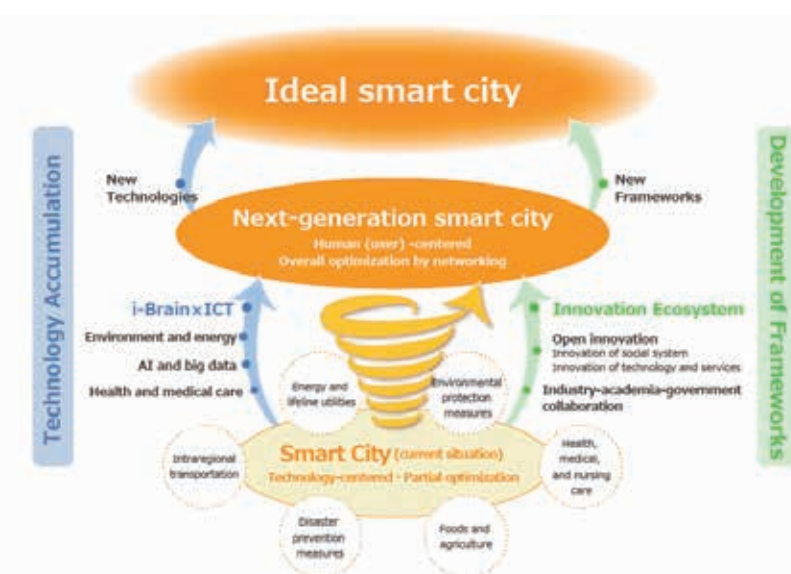 Ideal smart city
Technology Accumulation
Development of Frameworks
New
Technologies
New
Frameworks
Next-generation smart city
Human (user) -centered
Overall optimization by networking
i-Brain×ICT
Environment and energy
AI and big data
Health and medical care
Innovation Ecosystem
Open innovation
Innovation of social system
Innovation of technology and services
Industry-academia-government
collaboration
Energy and
lifeline utilities
Environmental
protection
measures
Smart City (current situation)
Technology-centered · Partial optimization
Intraregional
transportation
Health,
medical,
and nursing
care
Disaster
prevention
measures
Foods and
agriculture